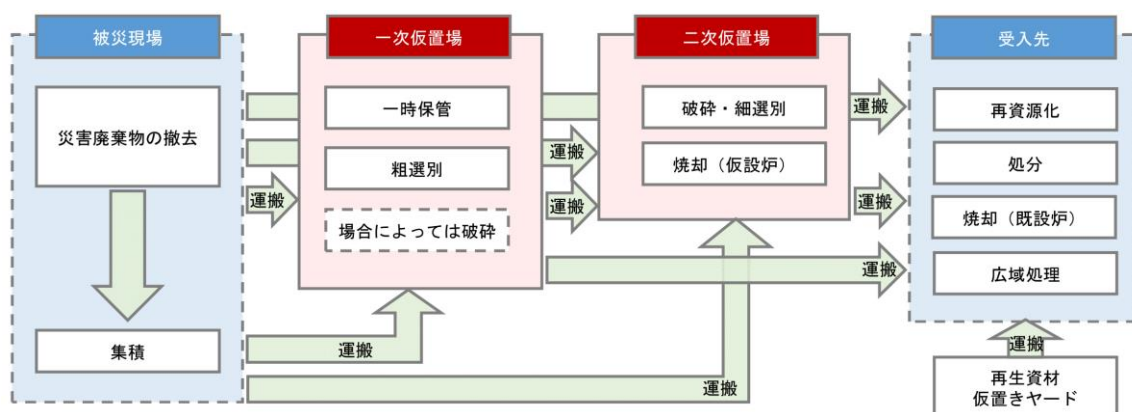 被災現場
災害廃棄物の撤去
集積
運搬
運搬
運搬
一次仮置場
一時保管
粗選別
場合によっては破砕
運搬
運搬
運搬
二次仮置場
破砕・細選別
焼却（仮設炉）
運搬
運搬
受入先
再資源化
処分
焼却（既設炉）
広域処理
運搬
再生資材
仮置きヤード